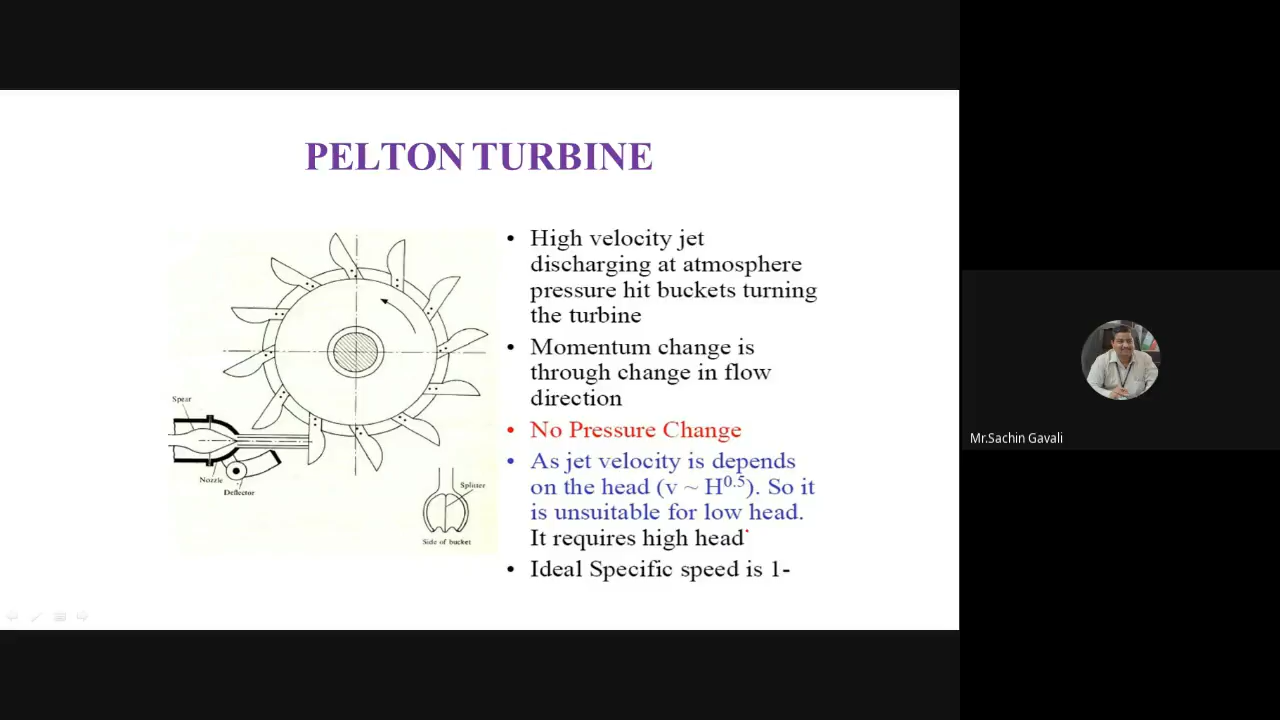 PELTON TURBINE
• High velocity jet
discharging at atmosphere
pressure hit buckets turning
the turbine
• Momentum change is
through change in flow
direction
• No Pressure Change
• As jet velocity is depends
on the head (v ~ H0.5). So it
is unsuitable for low head.
It requires high head
• Ideal Specific speed is 1-
Spear
Nozzle
Deflector
Splitter
Side of bucket
Mr.Sachin Gavali